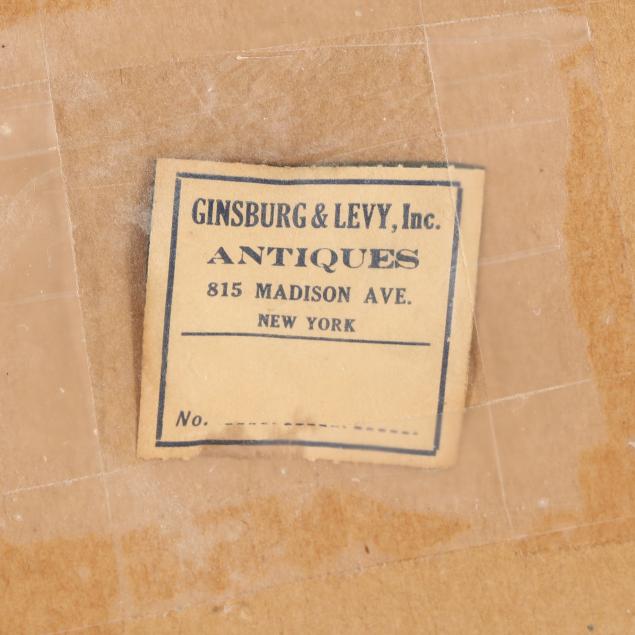 GINSBURG & LEVY, Inc.
ANTIQUES
815 MADISON AVE.
NEW YORK
No.